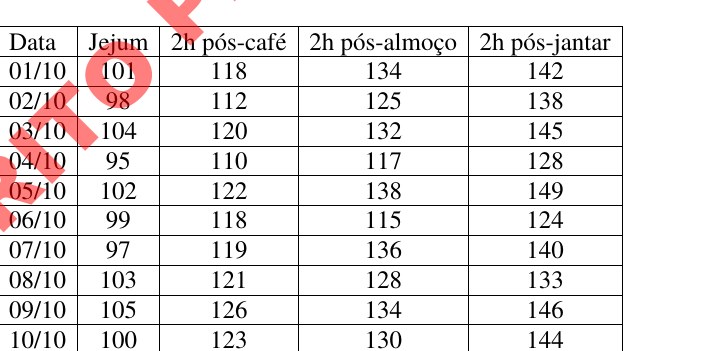 Data Jejum 2h pós-café 2h pós-almoço 2h pós-jantar
01/10 101 118 134 142
02/10 98 112 125 138
03/10 104 120 132 145
04/10 95 110 117 128
05/10 102 122 138 149
06/10 99 118 115 124
07/10 97 119 136 140
08/10 103 121 128 133
09/10 105 126 134 146
10/10 100 123 130 144
RITO P